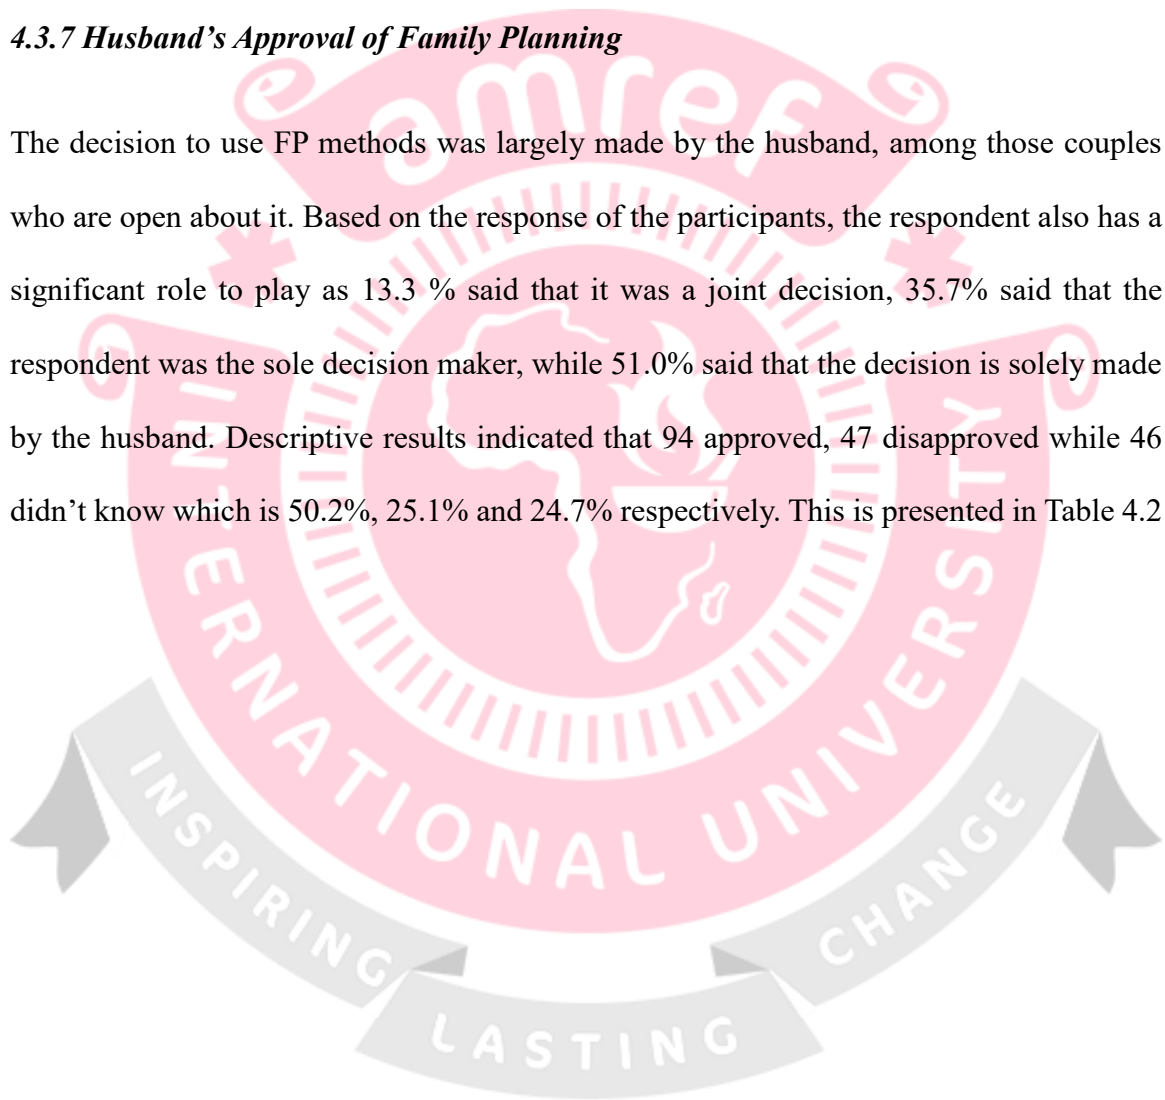 4.3.7 Husband’s Approval of Family Planning
amref
The decision to use FP methods was largely made by the husband, among those couples
who are open about it. Based on the response of the participants, the respondent also has a
significant role to play as 13.3 % said that it was a joint decision, 35.7% said that the
respondent was the sole decision maker, while 51.0% said that the decision is solely made
by the husband. Descriptive results indicated that 94 approved, 47 disapproved while 46
didn’t know which is 50.2%, 25.1% and 24.7% respectively. This is presented in Table 4.2
INTERNATIONAL UNIVERSITY
INSPIRING
LASTING
CHANGE